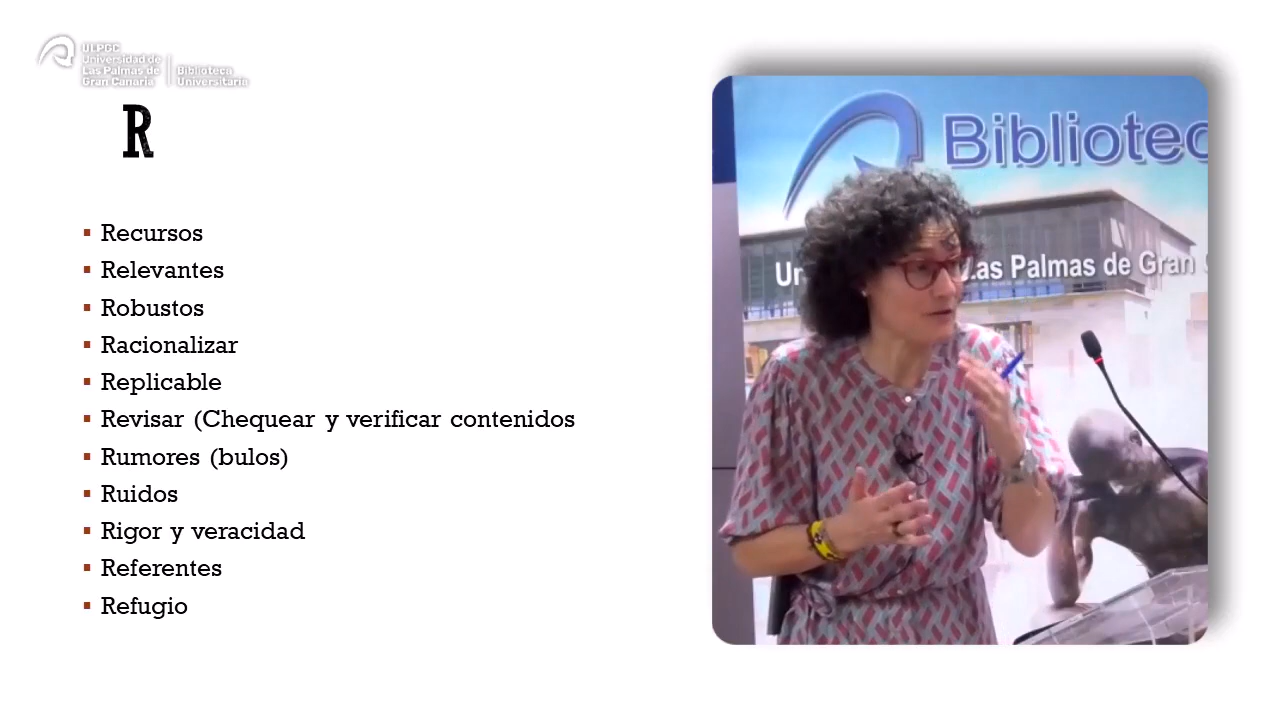 ULPGC
Universidad de
Las Palmas de
Gran Canaria
Biblioteca
Universitaria
R
Recursos
Relevantes
Robustos
Racionalizar
Replicable
Revisar (Chequear y verificar contenidos
Rumores (bulos)
Ruidos
Rigor y veracidad
Referentes
Refugio
Bibliotec
Las Palmas de Gran